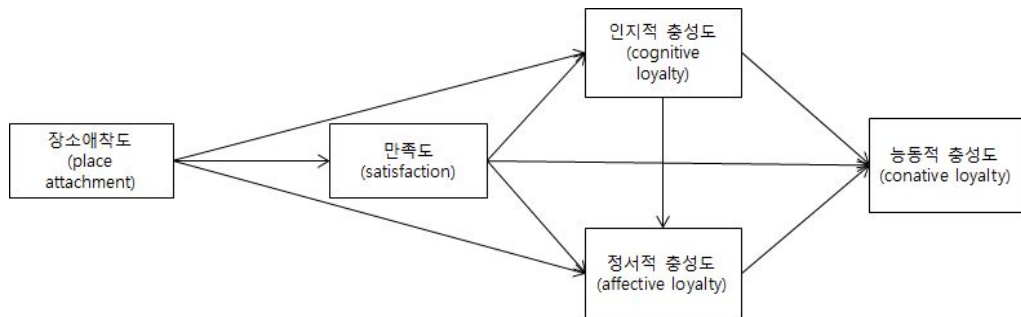 인지적 충성도
(cognitive
loyalty)
장소애착도
(place
attachment)
만족도
(satisfaction)
능동적 충성도
(conative loyalty)
정서적 충성도
(affective loyalty)